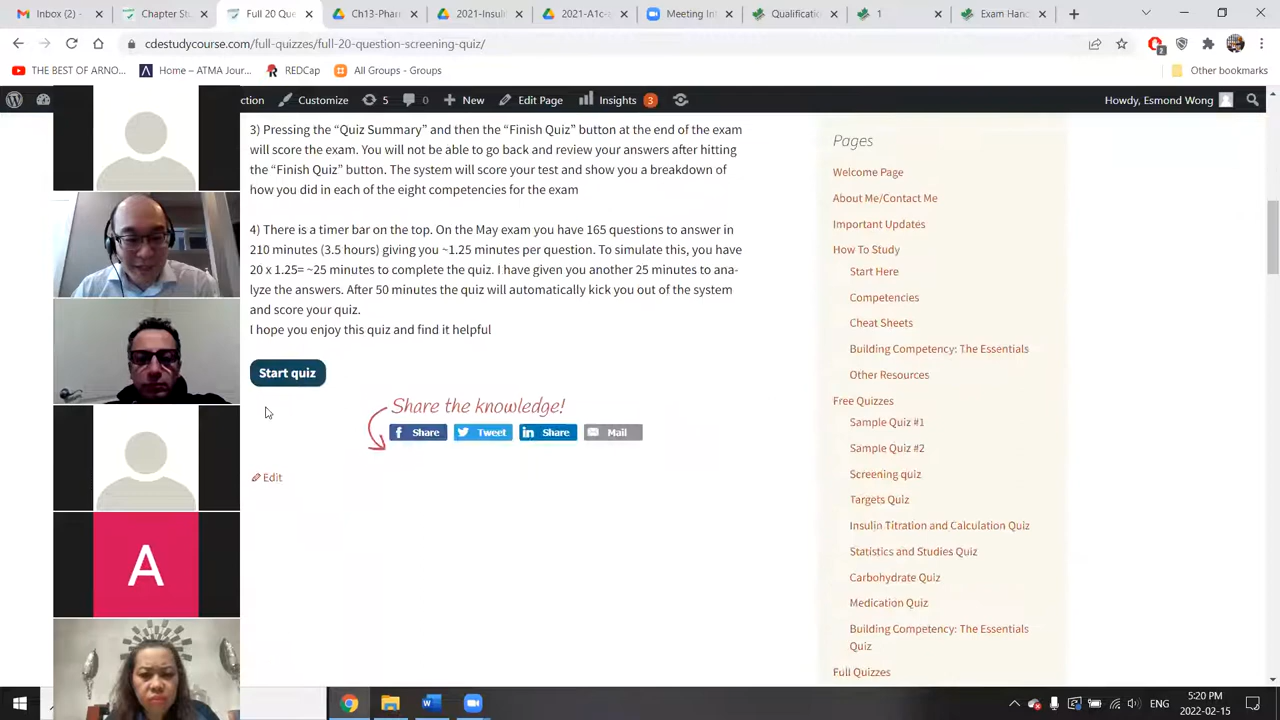 Full 20 Que
Ch13-Phar
2021-Insul
2021-A1c-
Meeting In
Qualificati
Exam Han
cdestudycourse.com/full-quizzes/full-20-question-screening-quiz/
THE BEST OF ARNO...
Home – ATMA Jour...
REDCap
All Groups - Groups
Other bookmarks
ction
Customize
5
0
New
Edit Page
Insights
3
Howdy, Esmond Wong
3) Pressing the “Quiz Summary” and then the “Finish Quiz” button at the end of the exam
will score the exam. You will not be able to go back and review your answers after hitting
the “Finish Quiz” button. The system will score your test and show you a breakdown of
how you did in each of the eight competencies for the exam
4) There is a timer bar on the top. On the May exam you have 165 questions to answer in
210 minutes (3.5 hours) giving you ~1.25 minutes per question. To simulate this, you have
20 x 1.25= ~25 minutes to complete the quiz. I have given you another 25 minutes to ana-
lyze the answers. After 50 minutes the quiz will automatically kick you out of the system
and score your quiz.
I hope you enjoy this quiz and find it helpful
Start quiz
Share the knowledge!
Share
Tweet
Share
Mail
Edit
Pages
Welcome Page
About Me/Contact Me
Important Updates
How To Study
Start Here
Competencies
Cheat Sheets
Building Competency: The Essentials
Other Resources
Free Quizzes
Sample Quiz #1
Sample Quiz #2
Screening quiz
Targets Quiz
Insulin Titration and Calculation Quiz
Statistics and Studies Quiz
Carbohydrate Quiz
Medication Quiz
Building Competency: The Essentials
Quiz
Full Quizzes
A
5:20 PM
2022-02-15